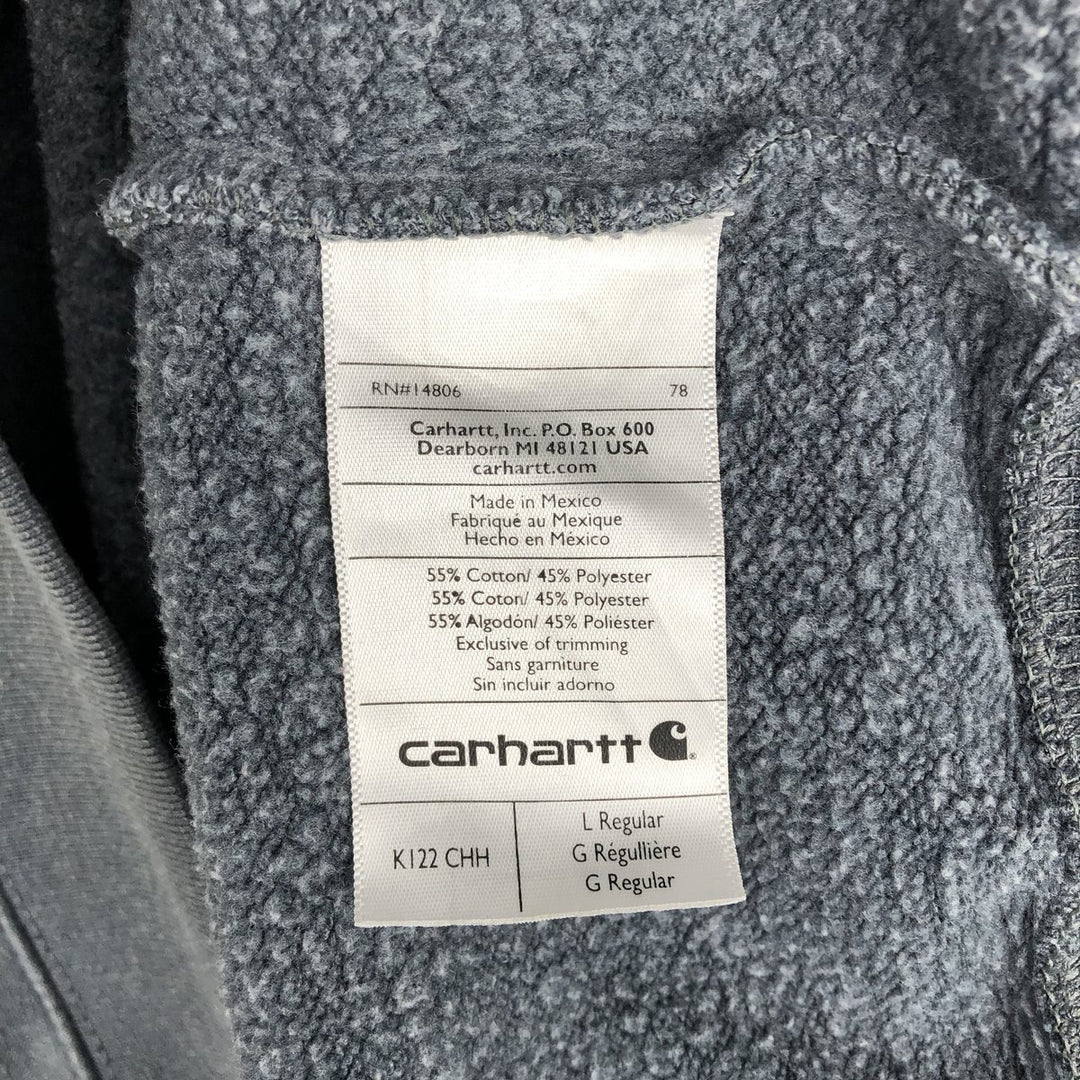 RN#14806 78
Carhartt, Inc. P.O. Box 600
Dearborn MI 48121 USA
carhartt.com
Made in Mexico
Fabriqué au Mexique
Hecho en México
55% Cotton/ 45% Polyester
55% Coton/ 45% Polyester
55% Algodón/ 45% Poliéster
Exclusive of trimming
Sans garniture
Sin incluir adorno
carhartt
K122 CHH
L Regular
G Régullière
G Regular